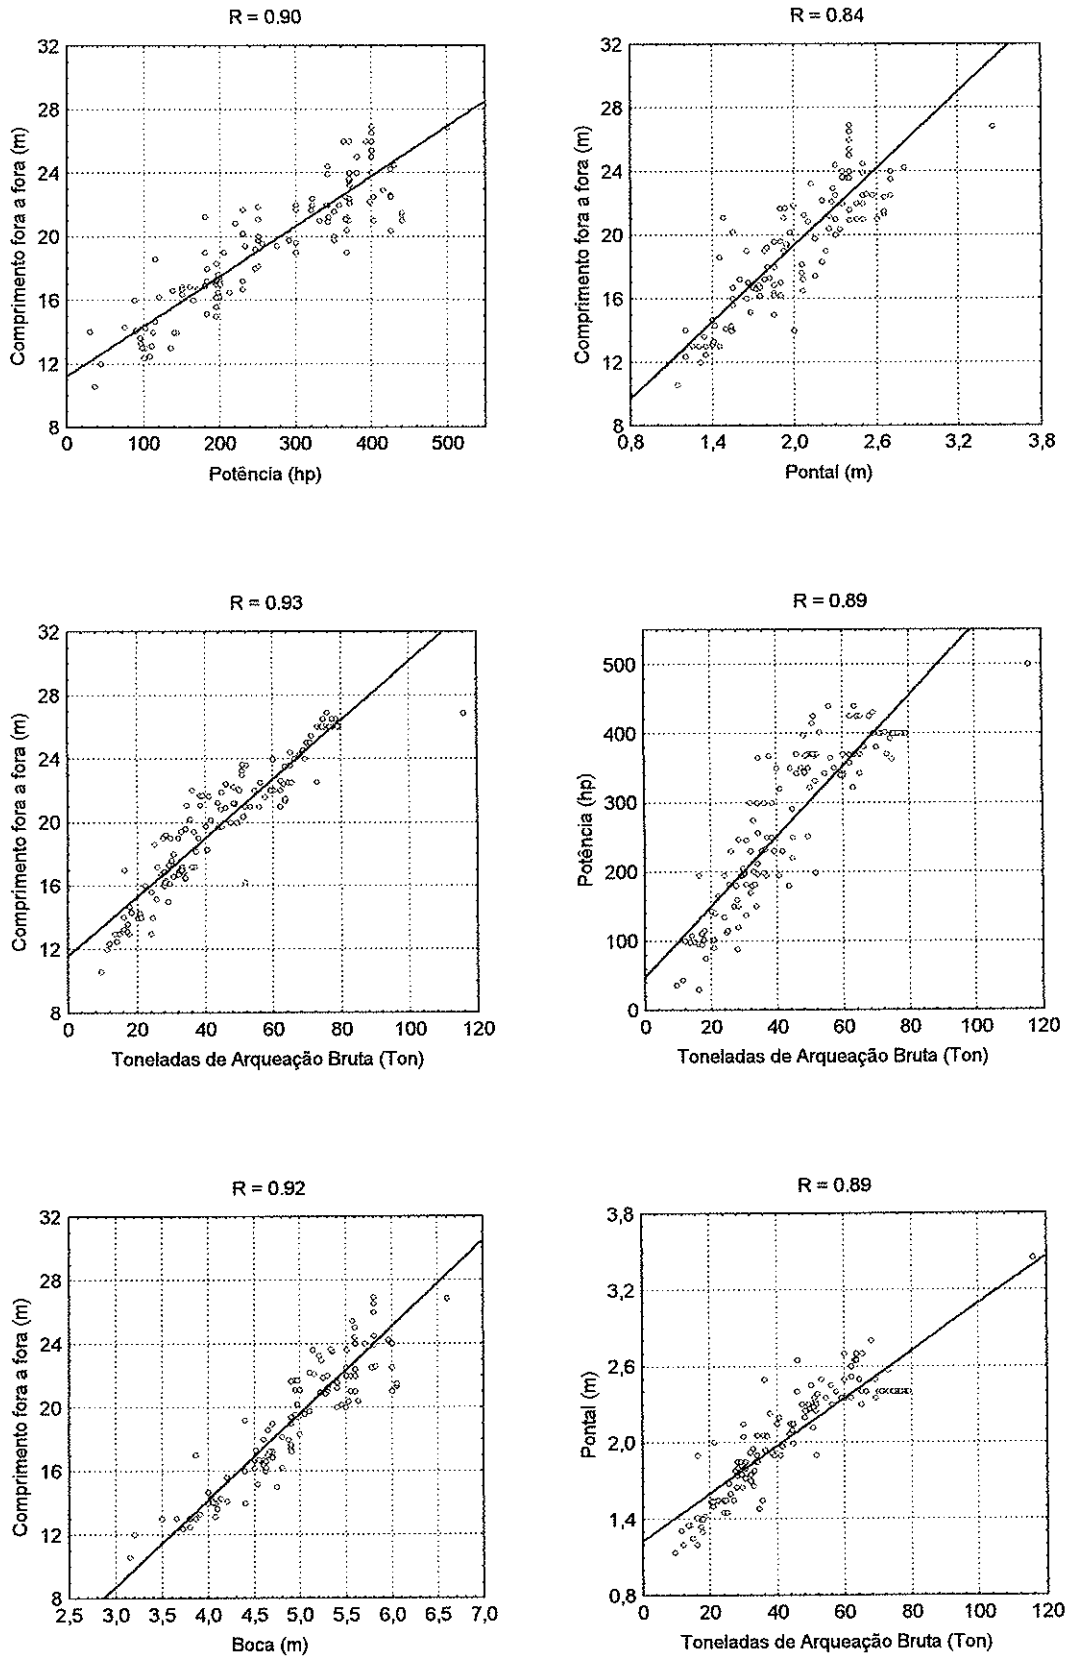 R = 0.90
32
28
24
20
16
12
8
0 100 200 300 400 500
Comprimento fora a fora (m)
Potência (hp)
R = 0.84
32
28
24
20
16
12
8
0,8 1,4 2,0 2,6 3,2 3,8
Comprimento fora a fora (m)
Pontal (m)
R = 0.93
32
28
24
20
16
12
8
0 20 40 60 80 100 120
Comprimento fora a fora (m)
Toneladas de Arqueação Bruta (Ton)
R = 0.89
500
400
300
200
100
0
0 20 40 60 80 100 120
Potência (hp)
Toneladas de Arqueação Bruta (Ton)
R = 0.92
32
28
24
20
16
12
8
2,5 3,0 3,5 4,0 4,5 5,0 5,5 6,0 6,5 7,0
Comprimento fora a fora (m)
Boca (m)
R = 0.89
3,8
3,2
2,6
2,0
1,4
0,8
0 20 40 60 80 100 120
Pontal (m)
Toneladas de Arqueação Bruta (Ton)